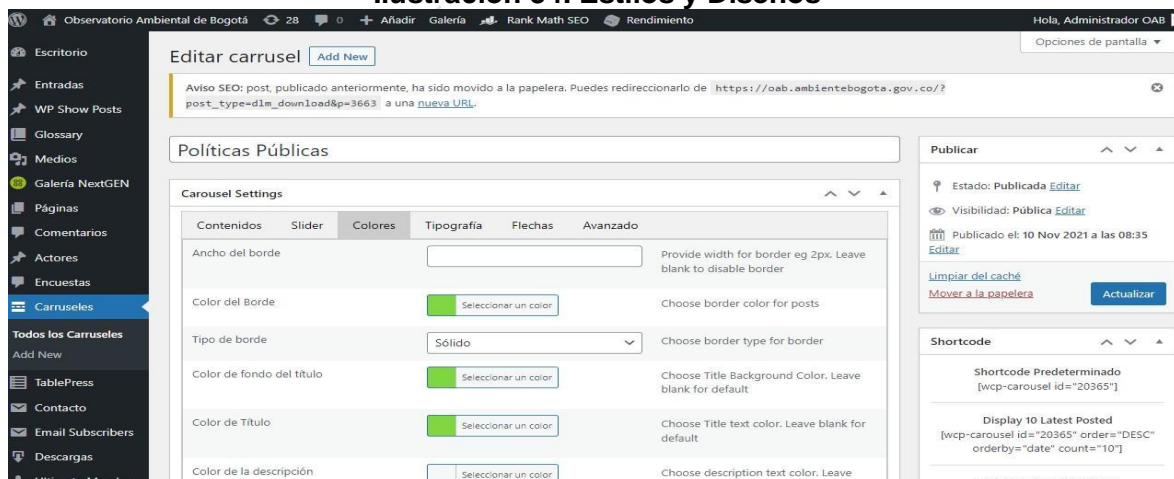 Observatorio Ambiental de Bogotá 28 0 + Añadir Galería Rank Math SEO Rendimiento Hola, Administrador OAB
Opciones de pantalla
Escritorio
Entradas
WP Show Posts
Glossary
Medios
Galería NextGEN
Páginas
Comentarios
Actores
Encuestas
Carruseles
Todos los Carruseles
Add New
TablePress
Contacto
Email Subscribers
Descargas
Editar carrusel Add New
Aviso SEO: post, publicado anteriormente, ha sido movido a la papelera. Puedes redireccionarlo de https://oab.ambientebogota.gov.co/?
post_type=dlm_download&p=3663 a una nueva URL.
Políticas Públicas
Carousel Settings
Contenidos Slider Colores Tipografía Flechas Avanzado
Ancho del borde
Provide width for border eg 2px. Leave
blank to disable border
Color del Borde Seleccionar un color Choose border color for posts
Tipo de borde Sólido Choose border type for border
Color de fondo del título Seleccionar un color Choose Title Background Color. Leave
blank for default
Color de Título Seleccionar un color Choose Title text color. Leave blank for
default
Color de la descripción Seleccionar un color Choose description text color. Leave
Publicar
Estado: Publicada Editar
Visibilidad: Pública Editar
Publicado el: 10 Nov 2021 a las 08:35
Editar
Limpiar del caché
Mover a la papelera Actualizar
Shortcode
Shortcode Predeterminado
[wcp-carousel id="20365"]
Display 10 Latest Posted
[wcp-carousel id="20365" order="DESC"
orderby="date" count="10"]